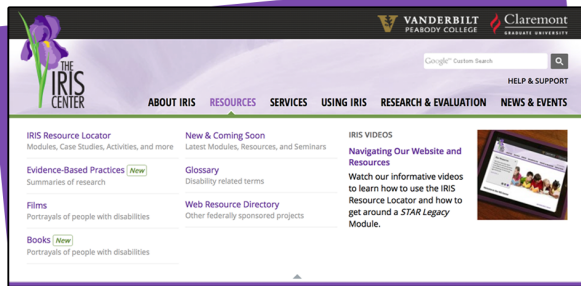 VANDERBILT
PEABODY COLLEGE
Claremont
GRADUATE UNIVERSITY
THE
IRIS
CENTER
Google™ Custom Search
HELP & SUPPORT
ABOUT IRIS RESOURCES SERVICES USING IRIS RESEARCH & EVALUATION NEWS & EVENTS
IRIS Resource Locator
Modules, Case Studies, Activities, and more
Evidence-Based Practices New
Summaries of research
Films
Portrayals of people with disabilities
Books New
Portrayals of people with disabilities
New & Coming Soon
Latest Modules, Resources, and Seminars
Glossary
Disability related terms
Web Resource Directory
Other federally sponsored projects
IRIS VIDEOS
Navigating Our Website and
Resources
Watch our informative videos
to learn how to use the IRIS
Resource Locator and how to
get around a STAR Legacy
Module.